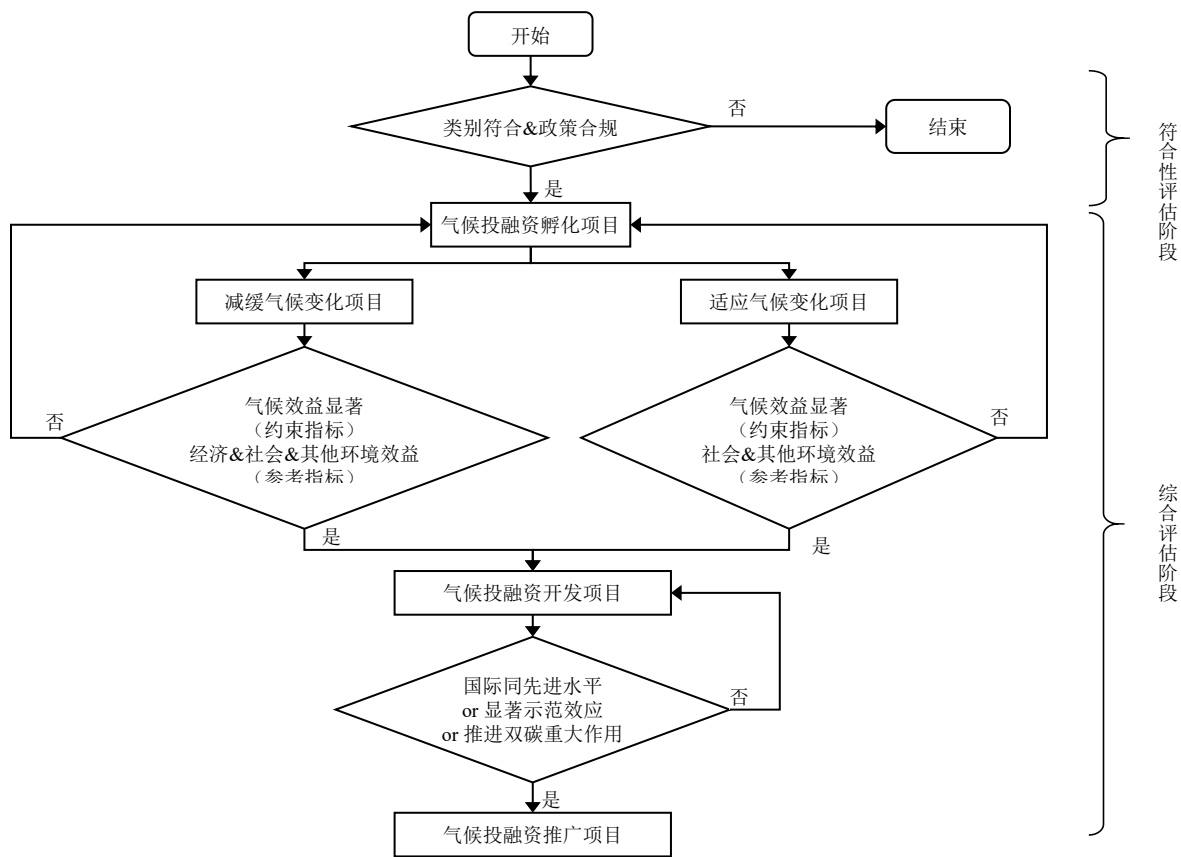 开始
类别符合&政策合规
否
结束
是
气候投融资孵化项目
减缓气候变化项目
适应气候变化项目
否
气候效益显著
（约束指标）
经济&社会&其他环境效益
（参考指标）
气候效益显著
（约束指标）
社会&其他环境效益
（参考指标）
否
是
是
气候投融资开发项目
国际同先进水平
or 显著示范效应
or 推进双碳重大作用
否
是
气候投融资推广项目
符合性评估阶段
综合评估阶段